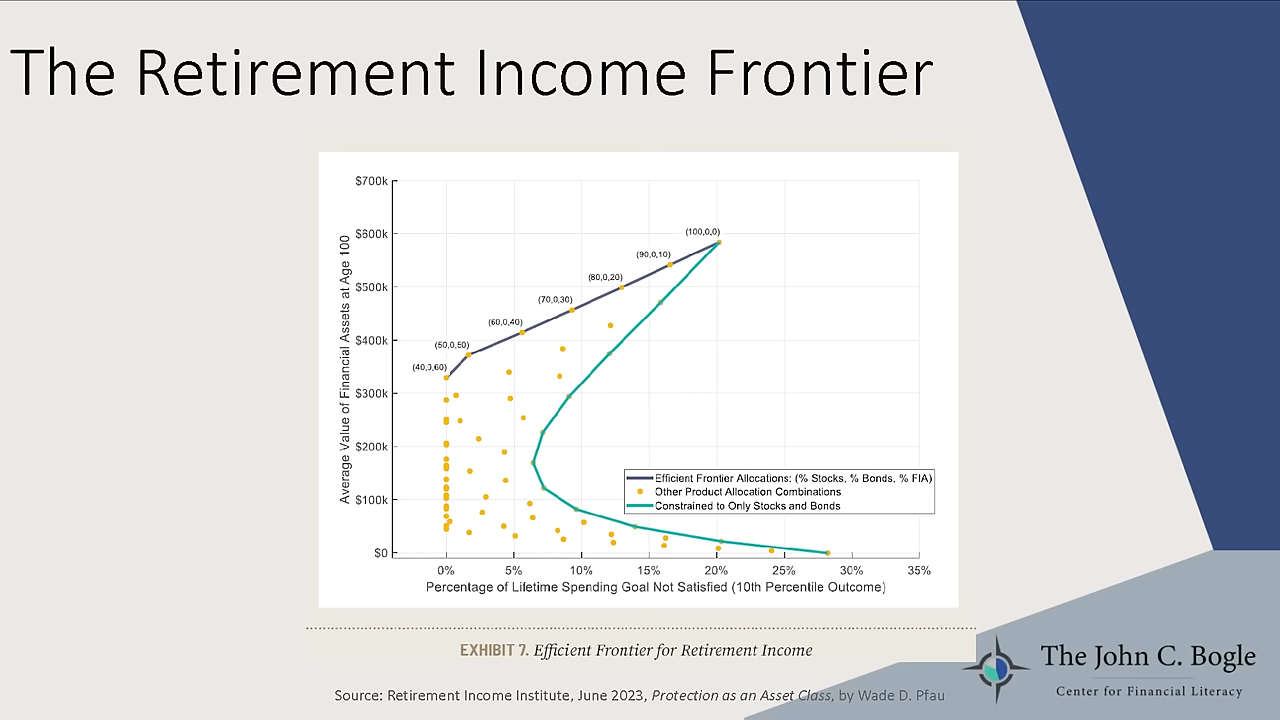 The Retirement Income Frontier
Average Value of Financial Assets at Age 100
$700k
$600k
$500k
$400k
$300k
$200k
$100k
$0
(100,0,0)
(90,0,10)
(80,0,20)
(70,0,30)
(60,0,40)
(50,0,50)
(40,0,60)
Efficient Frontier Allocations: (% Stocks, % Bonds, % FIA)
Other Product Allocation Combinations
Constrained to Only Stocks and Bonds
0% 5% 10% 15% 20% 25% 30% 35%
Percentage of Lifetime Spending Goal Not Satisfied (10th Percentile Outcome)
EXHIBIT 7. Efficient Frontier for Retirement Income
Source: Retirement Income Institute, June 2023, Protection as an Asset Class, by Wade D. Pfau
The John C. Bogle
Center for Financial Literacy